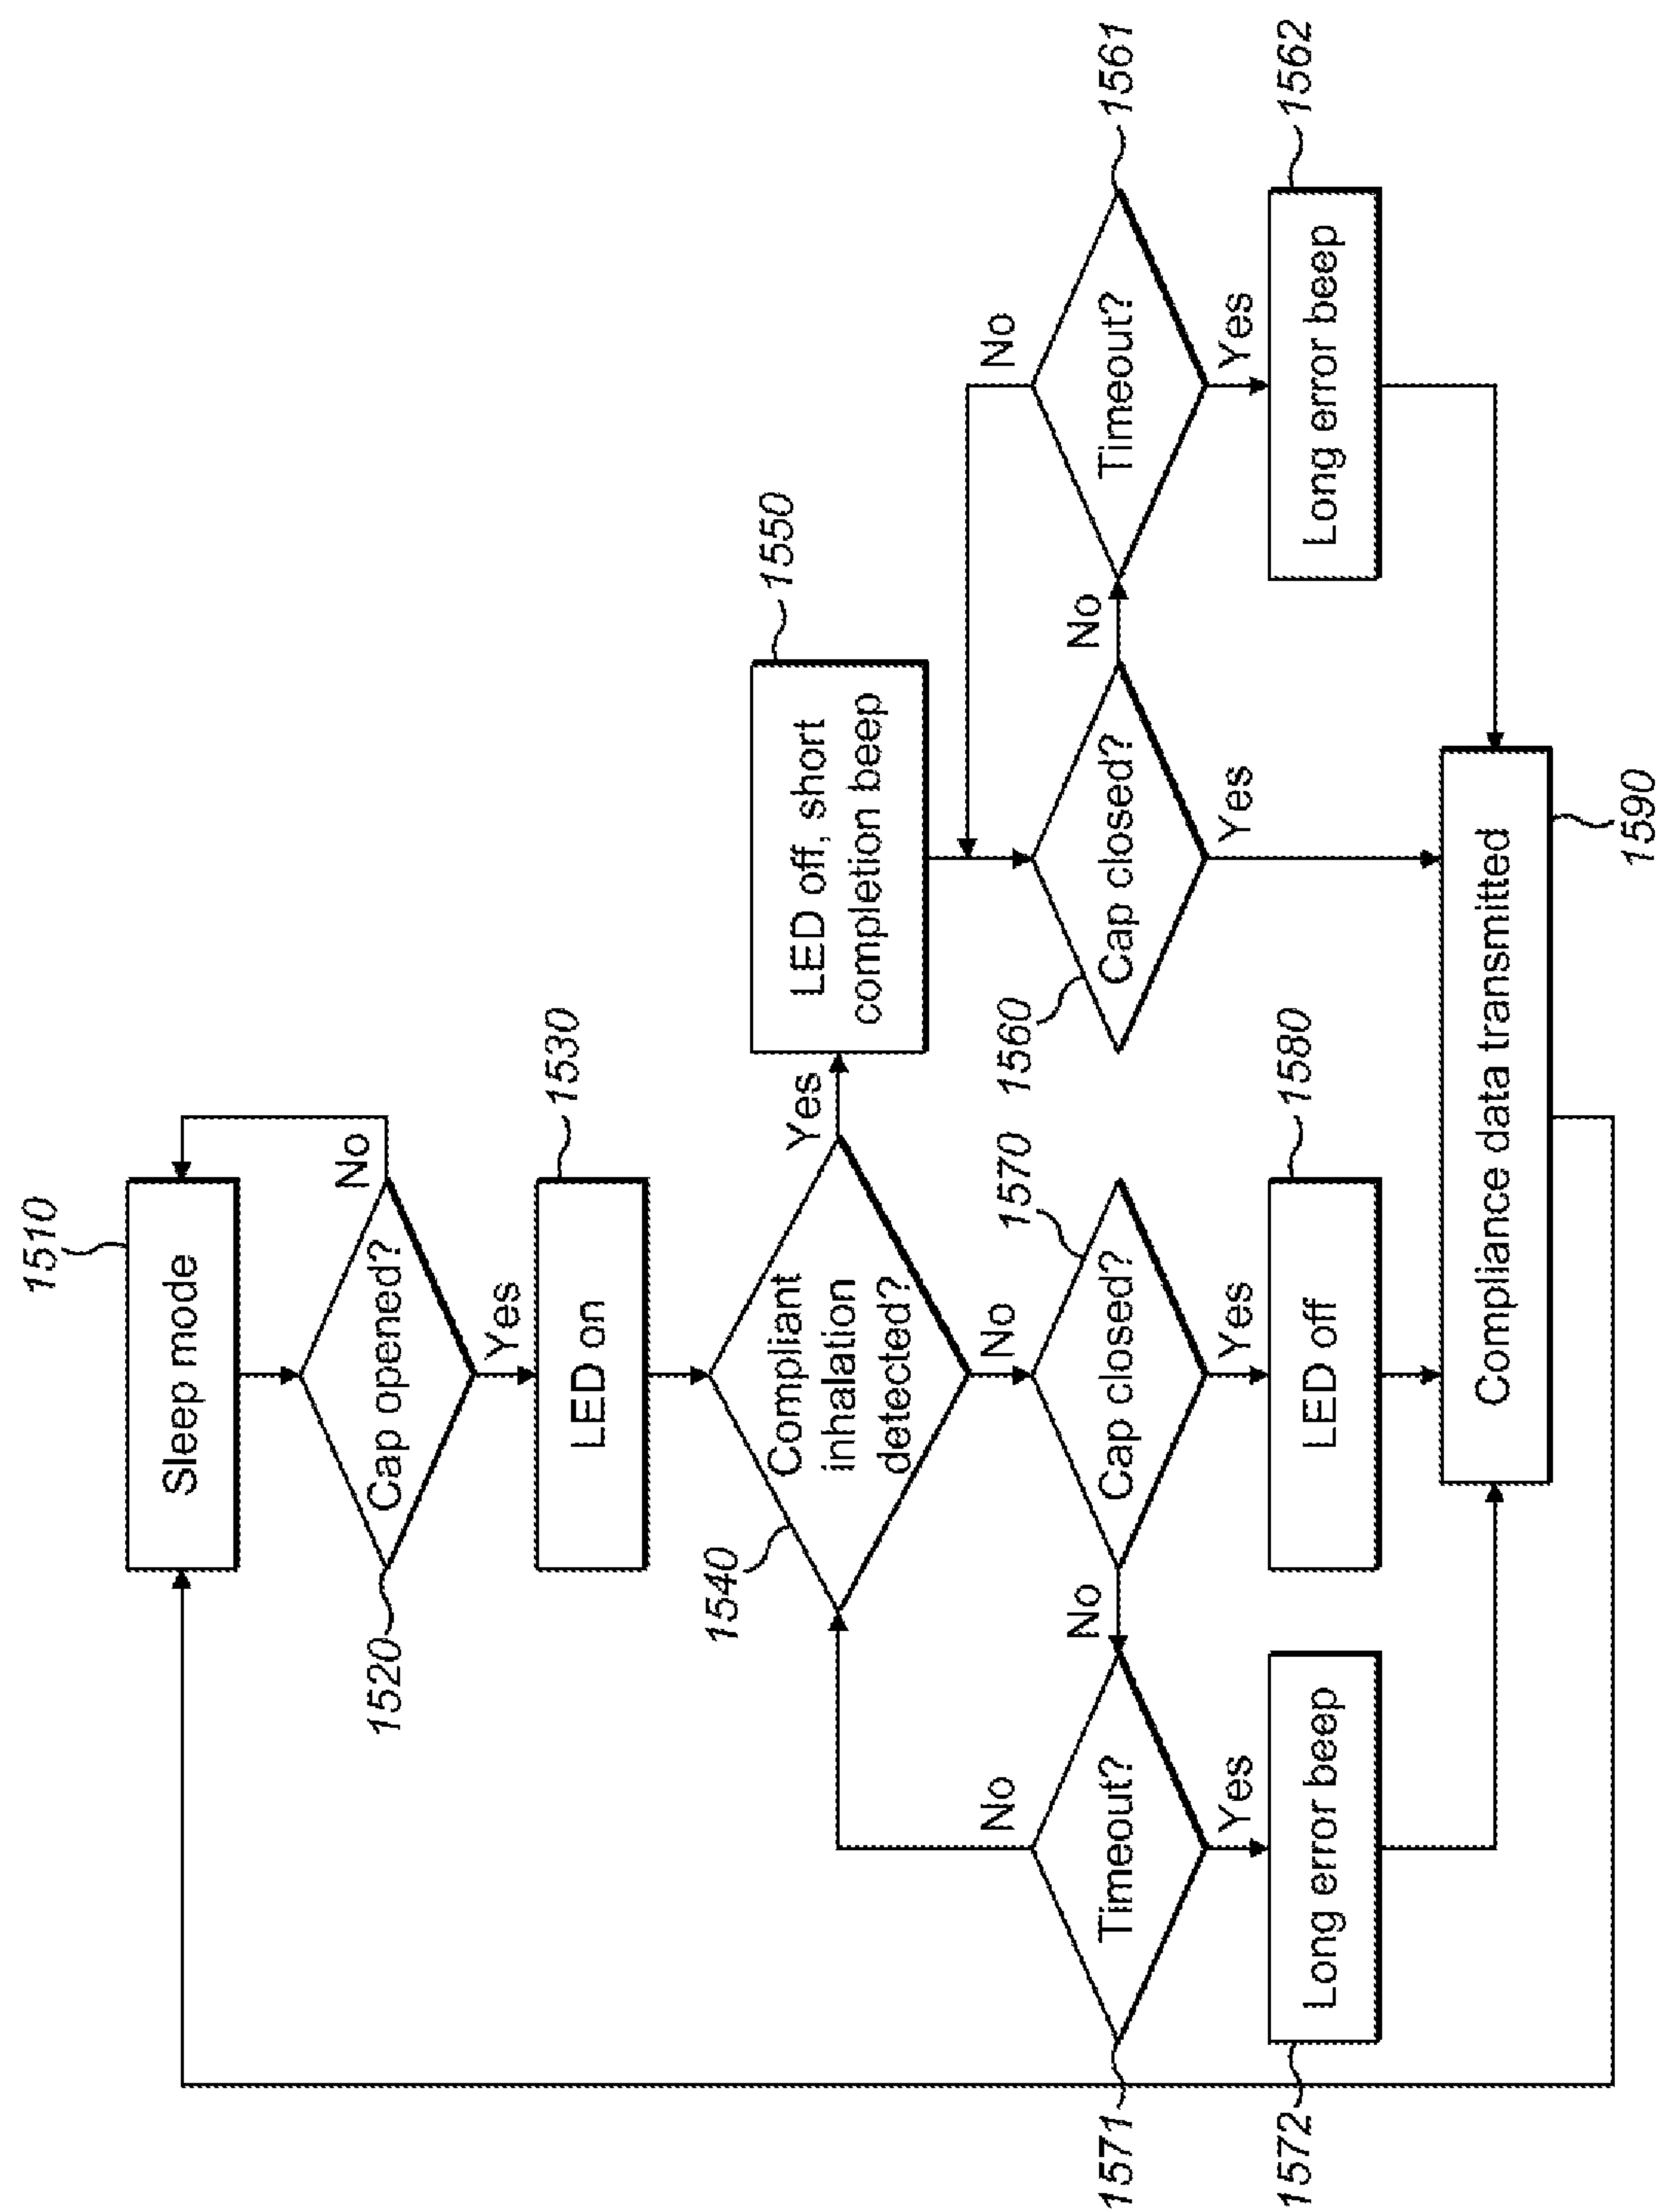 1510
Sleep mode
No
Cap opened?
1520
Yes
1530
LED on
1540
Compliant
inhalation
detected?
Yes
1550
LED off, short
completion beep
No
No
No
1571
Timeout?
No
1570
Cap closed?
1560
Cap closed?
No
Timeout?
1561
Yes
Yes
Yes
Yes
1572
Long error beep
1580
LED off
Long error beep
1562
Compliance data transmitted
1590